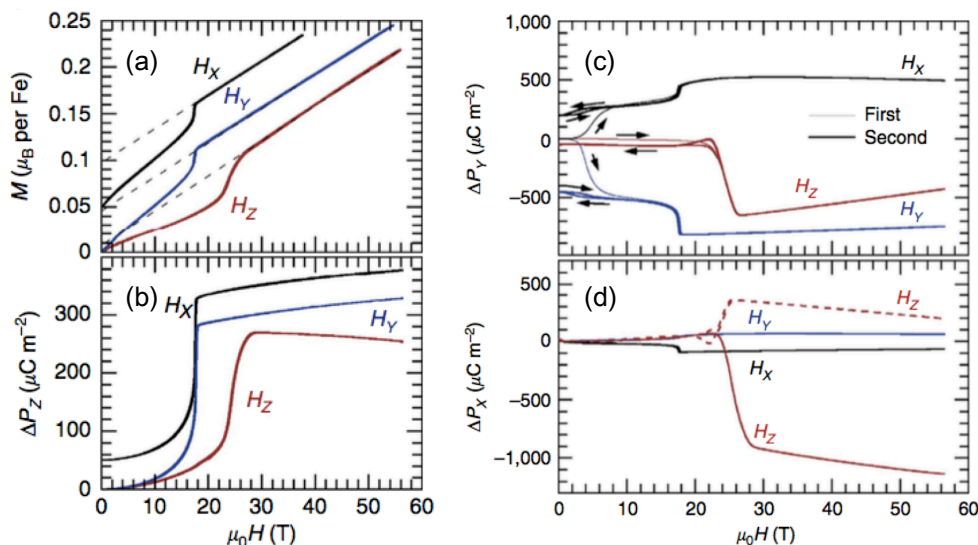 (a)
M (μB per Fe)
0.25
0.20
0.15
0.10
0.05
0
HX
HY
HZ
(b)
ΔPZ (μC m−2)
300
200
100
0
HX
HY
HZ
0 10 20 30 40 50 60
μ0H (T)
(c)
ΔPY (μC m−2)
1,000
500
0
−500
HX
First
Second
HZ
HY
(d)
ΔPX (μC m−2)
500
0
−500
−1,000
HZ
HY
HX
HZ
0 10 20 30 40 50 60
μ0H (T)